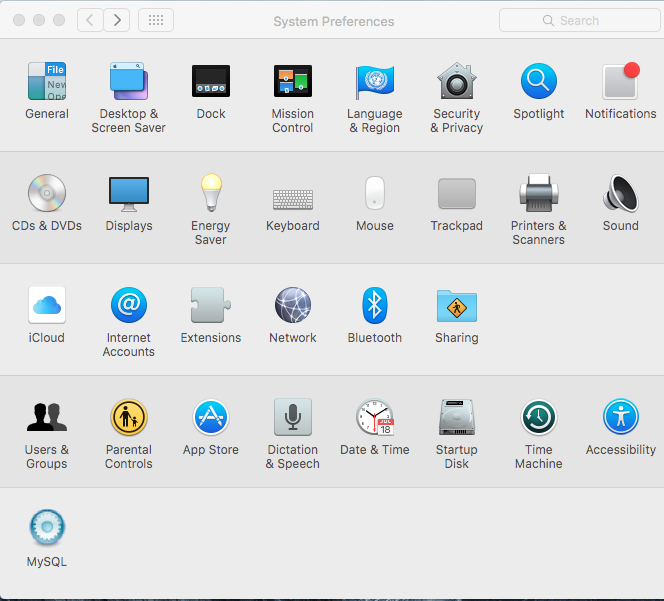 System Preferences
Search
File
New
Ope
General
Desktop &
Screen Saver
Dock
Mission
Control
Language
& Region
Security
& Privacy
Spotlight
Notifications
CDs & DVDs
Displays
Energy
Saver
Keyboard
Mouse
Trackpad
Printers &
Scanners
Sound
iCloud
@
Internet
Accounts
Extensions
Network
Bluetooth
Sharing
Users &
Groups
Parental
Controls
App Store
Dictation
& Speech
JUL
18
Date & Time
Startup
Disk
Time
Machine
Accessibility
MySQL